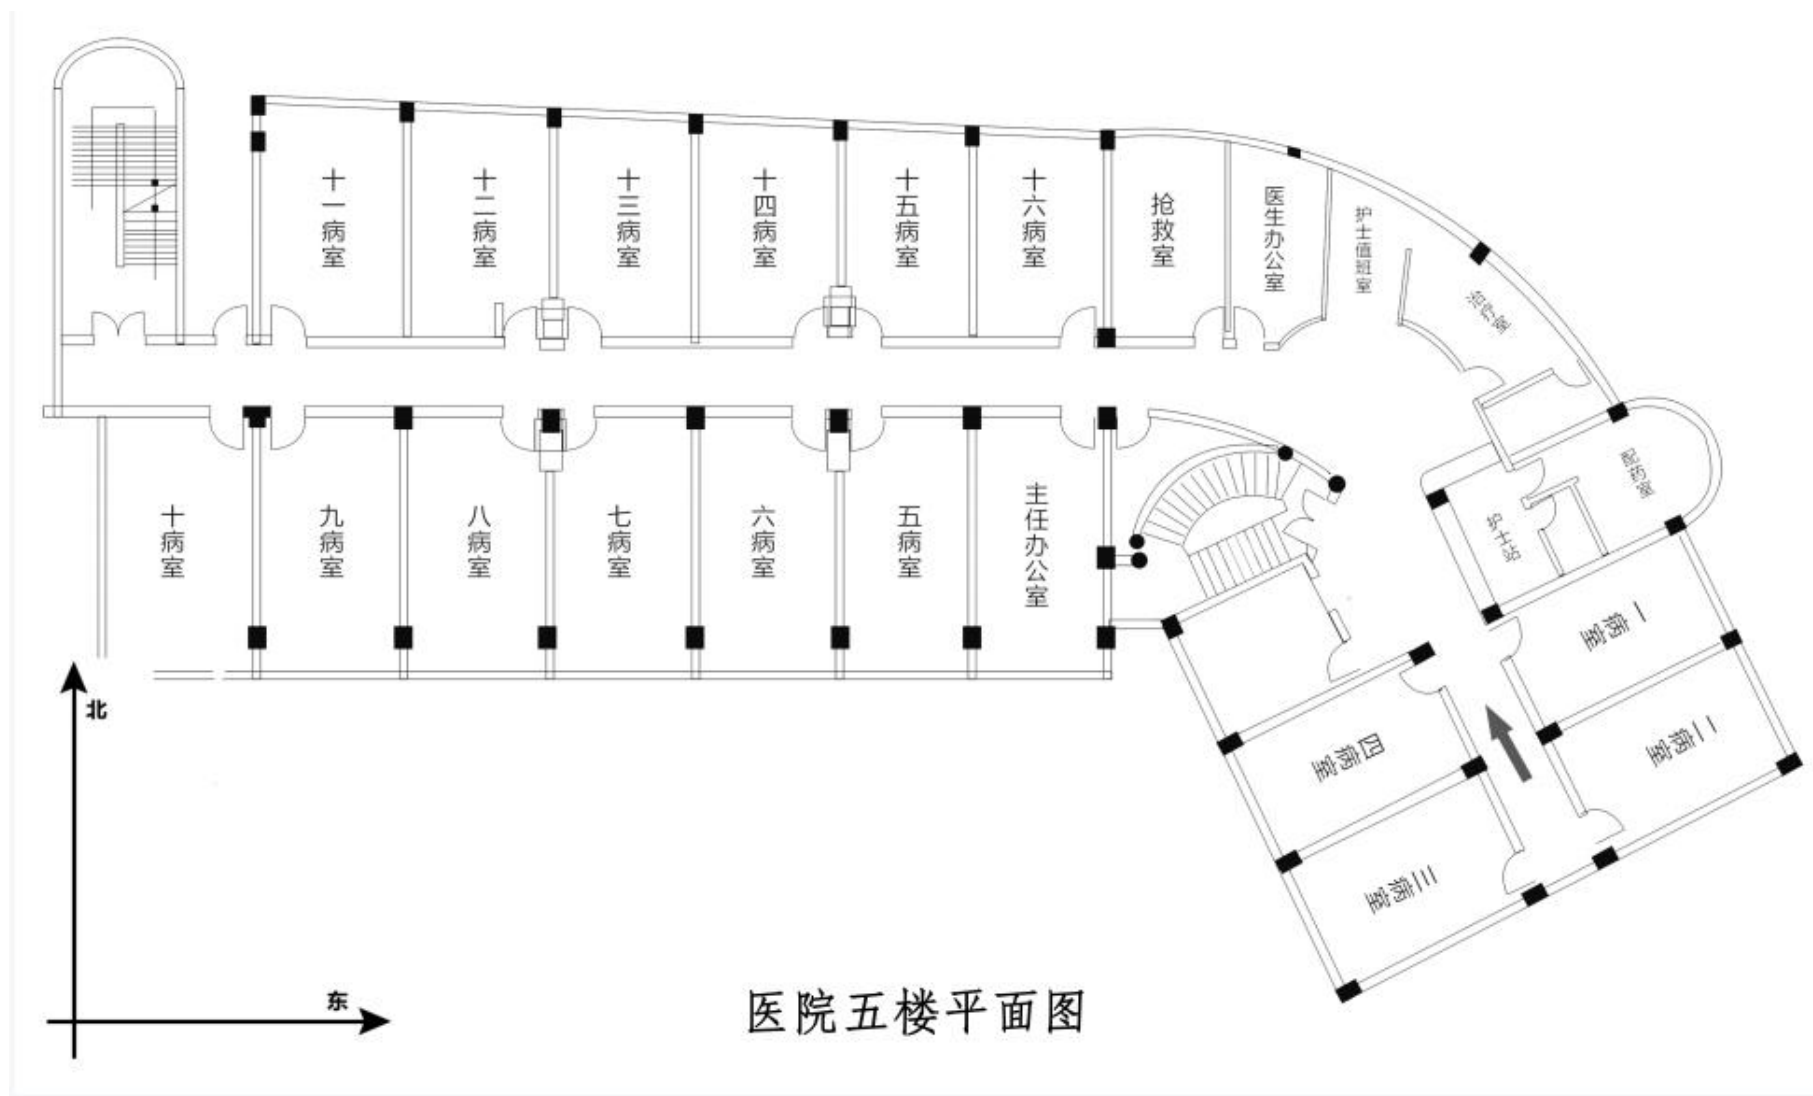 十一病室
十二病室
十三病室
十四病室
十五病室
十六病室
抢救室
医生办公室
护士值班室
治疗室
配药室
护士站
十病室
九病室
八病室
七病室
六病室
五病室
主任办公室
一病室
二病室
四病室
三病室
北
东
医院五楼平面图